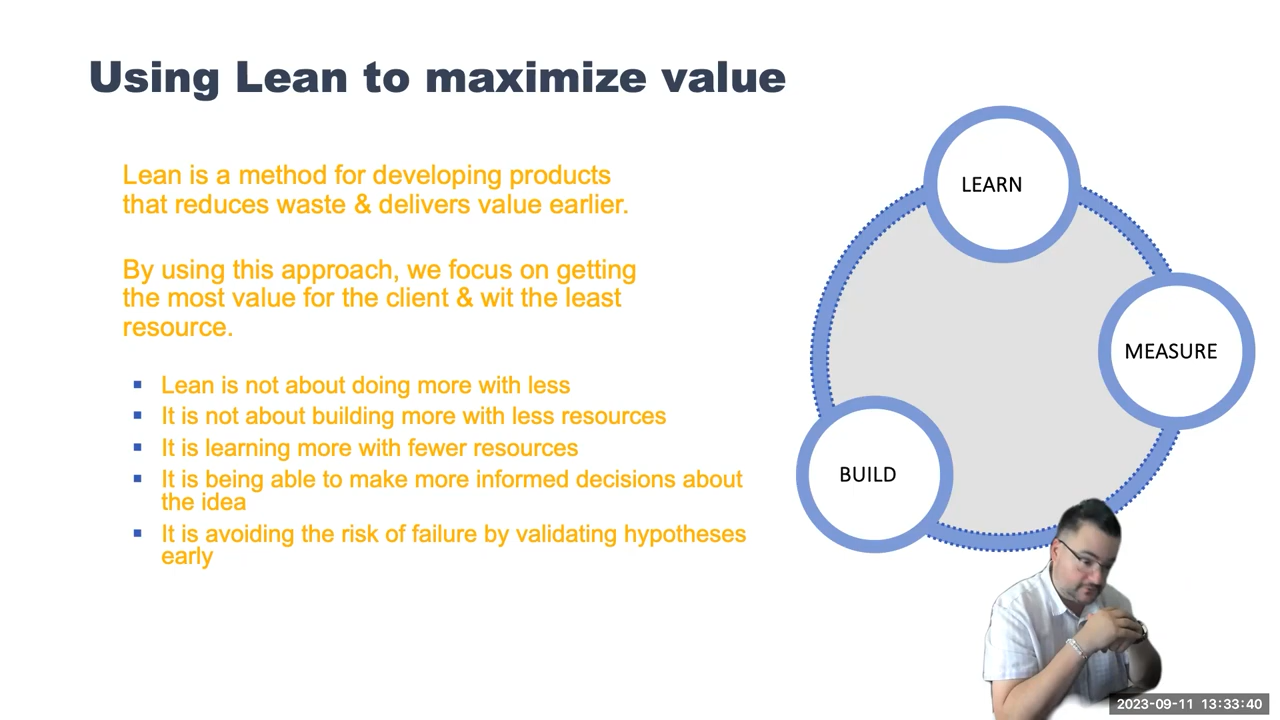 Using Lean to maximize value
Lean is a method for developing products
that reduces waste & delivers value earlier.
By using this approach, we focus on getting
the most value for the client & wit the least
resource.
Lean is not about doing more with less
It is not about building more with less resources
It is learning more with fewer resources
It is being able to make more informed decisions about
the idea
It is avoiding the risk of failure by validating hypotheses
early
LEARN
MEASURE
BUILD
2023-09-11 13:33:40